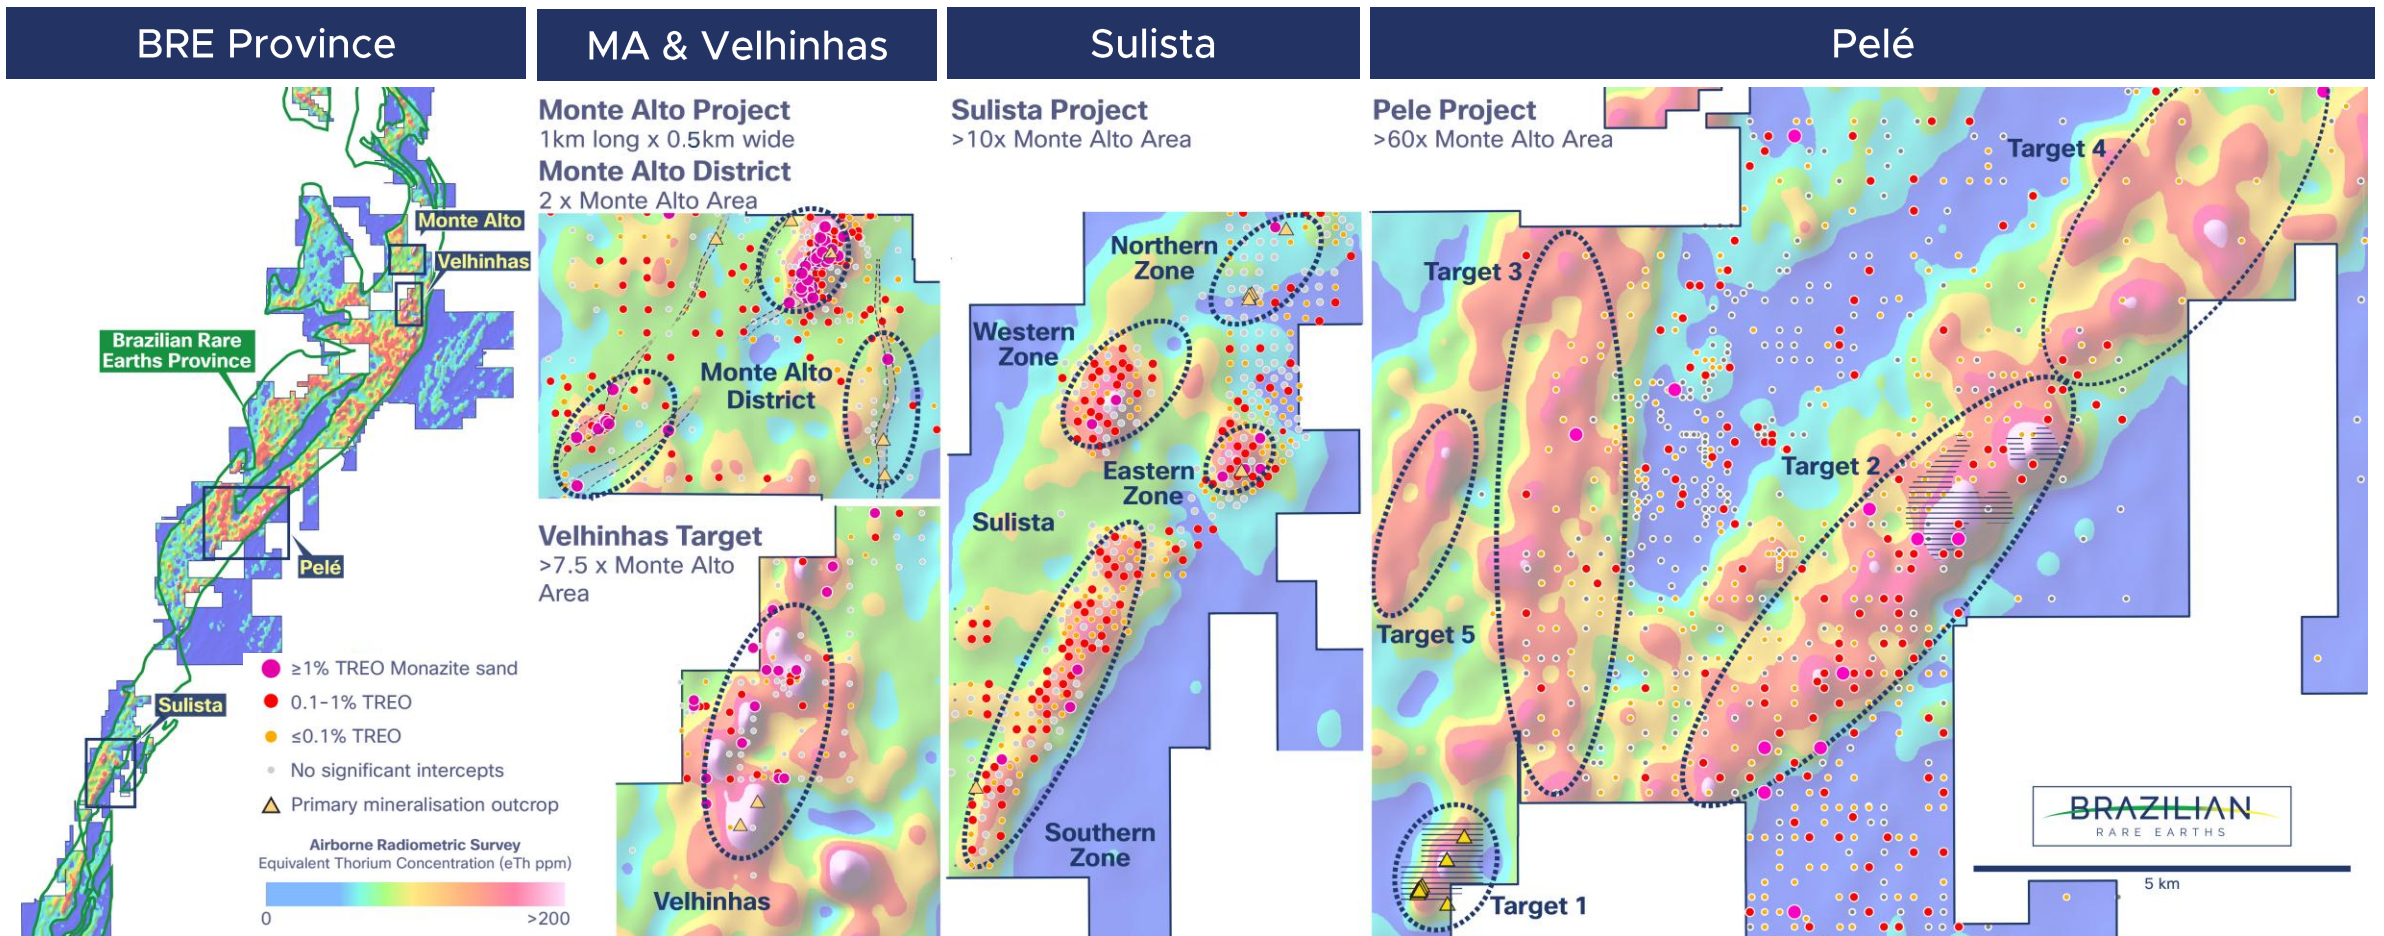 BRE Province
MA & Velhinhas
Sulista
Pelé
Monte Alto
Velhinhas
Brazilian Rare
Earths Province
Pelé
Sulista
≥1% TREO Monazite sand
0.1-1% TREO
≤0.1% TREO
No significant intercepts
Primary mineralisation outcrop
Airborne Radiometric Survey
Equivalent Thorium Concentration (eTh ppm)
0
>200
Monte Alto Project
1km long x 0.5km wide
Monte Alto District
2 x Monte Alto Area
Monte Alto
District
Velhinhas Target
>7.5 x Monte Alto
Area
Velhinhas
Sulista Project
>10x Monte Alto Area
Northern
Zone
Western
Zone
Eastern
Zone
Sulista
Southern
Zone
Pele Project
>60x Monte Alto Area
Target 4
Target 3
Target 2
Target 5
Target 1
BRAZILIAN
RARE EARTHS
5 km